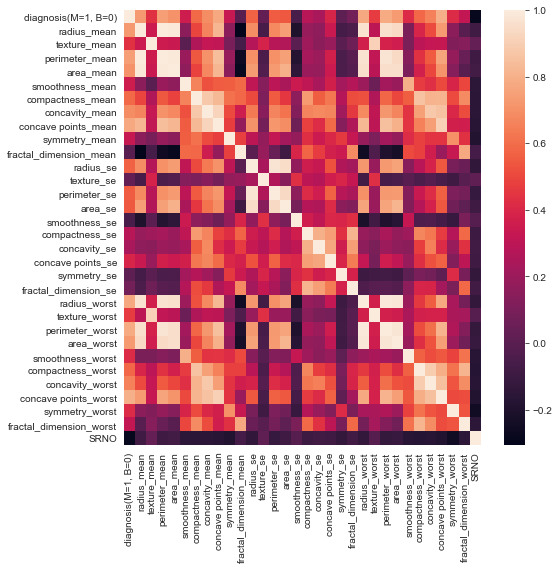 diagnosis(M=1, B=0)
radius_mean
texture_mean
perimeter_mean
area_mean
smoothness_mean
compactness_mean
concavity_mean
concave points_mean
symmetry_mean
fractal_dimension_mean
radius_se
texture_se
perimeter_se
area_se
smoothness_se
compactness_se
concavity_se
concave points_se
symmetry_se
fractal_dimension_se
radius_worst
texture_worst
perimeter_worst
area_worst
smoothness_worst
compactness_worst
concavity_worst
concave points_worst
symmetry_worst
fractal_dimension_worst
SRNO
diagnosis(M=1, B=0)
radius_mean
texture_mean
perimeter_mean
area_mean
smoothness_mean
compactness_mean
concavity_mean
concave points_mean
symmetry_mean
fractal_dimension_mean
radius_se
texture_se
perimeter_se
area_se
smoothness_se
compactness_se
concavity_se
concave points_se
symmetry_se
fractal_dimension_se
radius_worst
texture_worst
perimeter_worst
area_worst
smoothness_worst
compactness_worst
concavity_worst
concave points_worst
symmetry_worst
fractal_dimension_worst
SRNO
1.0
0.8
0.6
0.4
0.2
0.0
−0.2